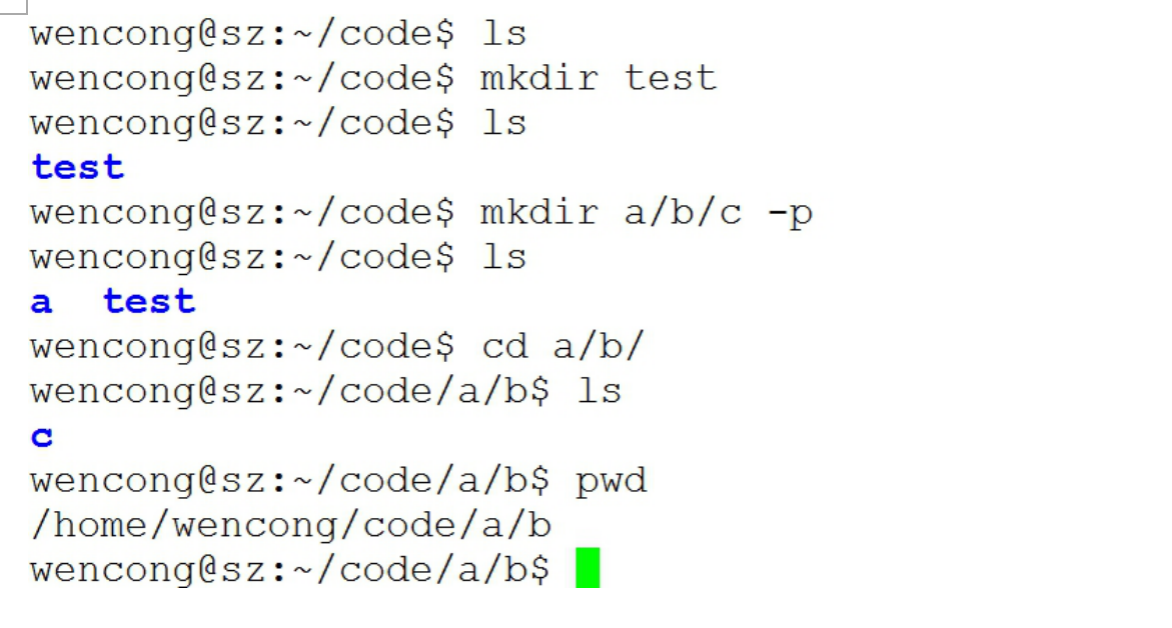 wencong@sz:~/code$ ls
wencong@sz:~/code$ mkdir test
wencong@sz:~/code$ ls
test
wencong@sz:~/code$ mkdir a/b/c -p
wencong@sz:~/code$ ls
a  test
wencong@sz:~/code$ cd a/b/
wencong@sz:~/code/a/b$ ls
c
wencong@sz:~/code/a/b$ pwd
/home/wencong/code/a/b
wencong@sz:~/code/a/b$